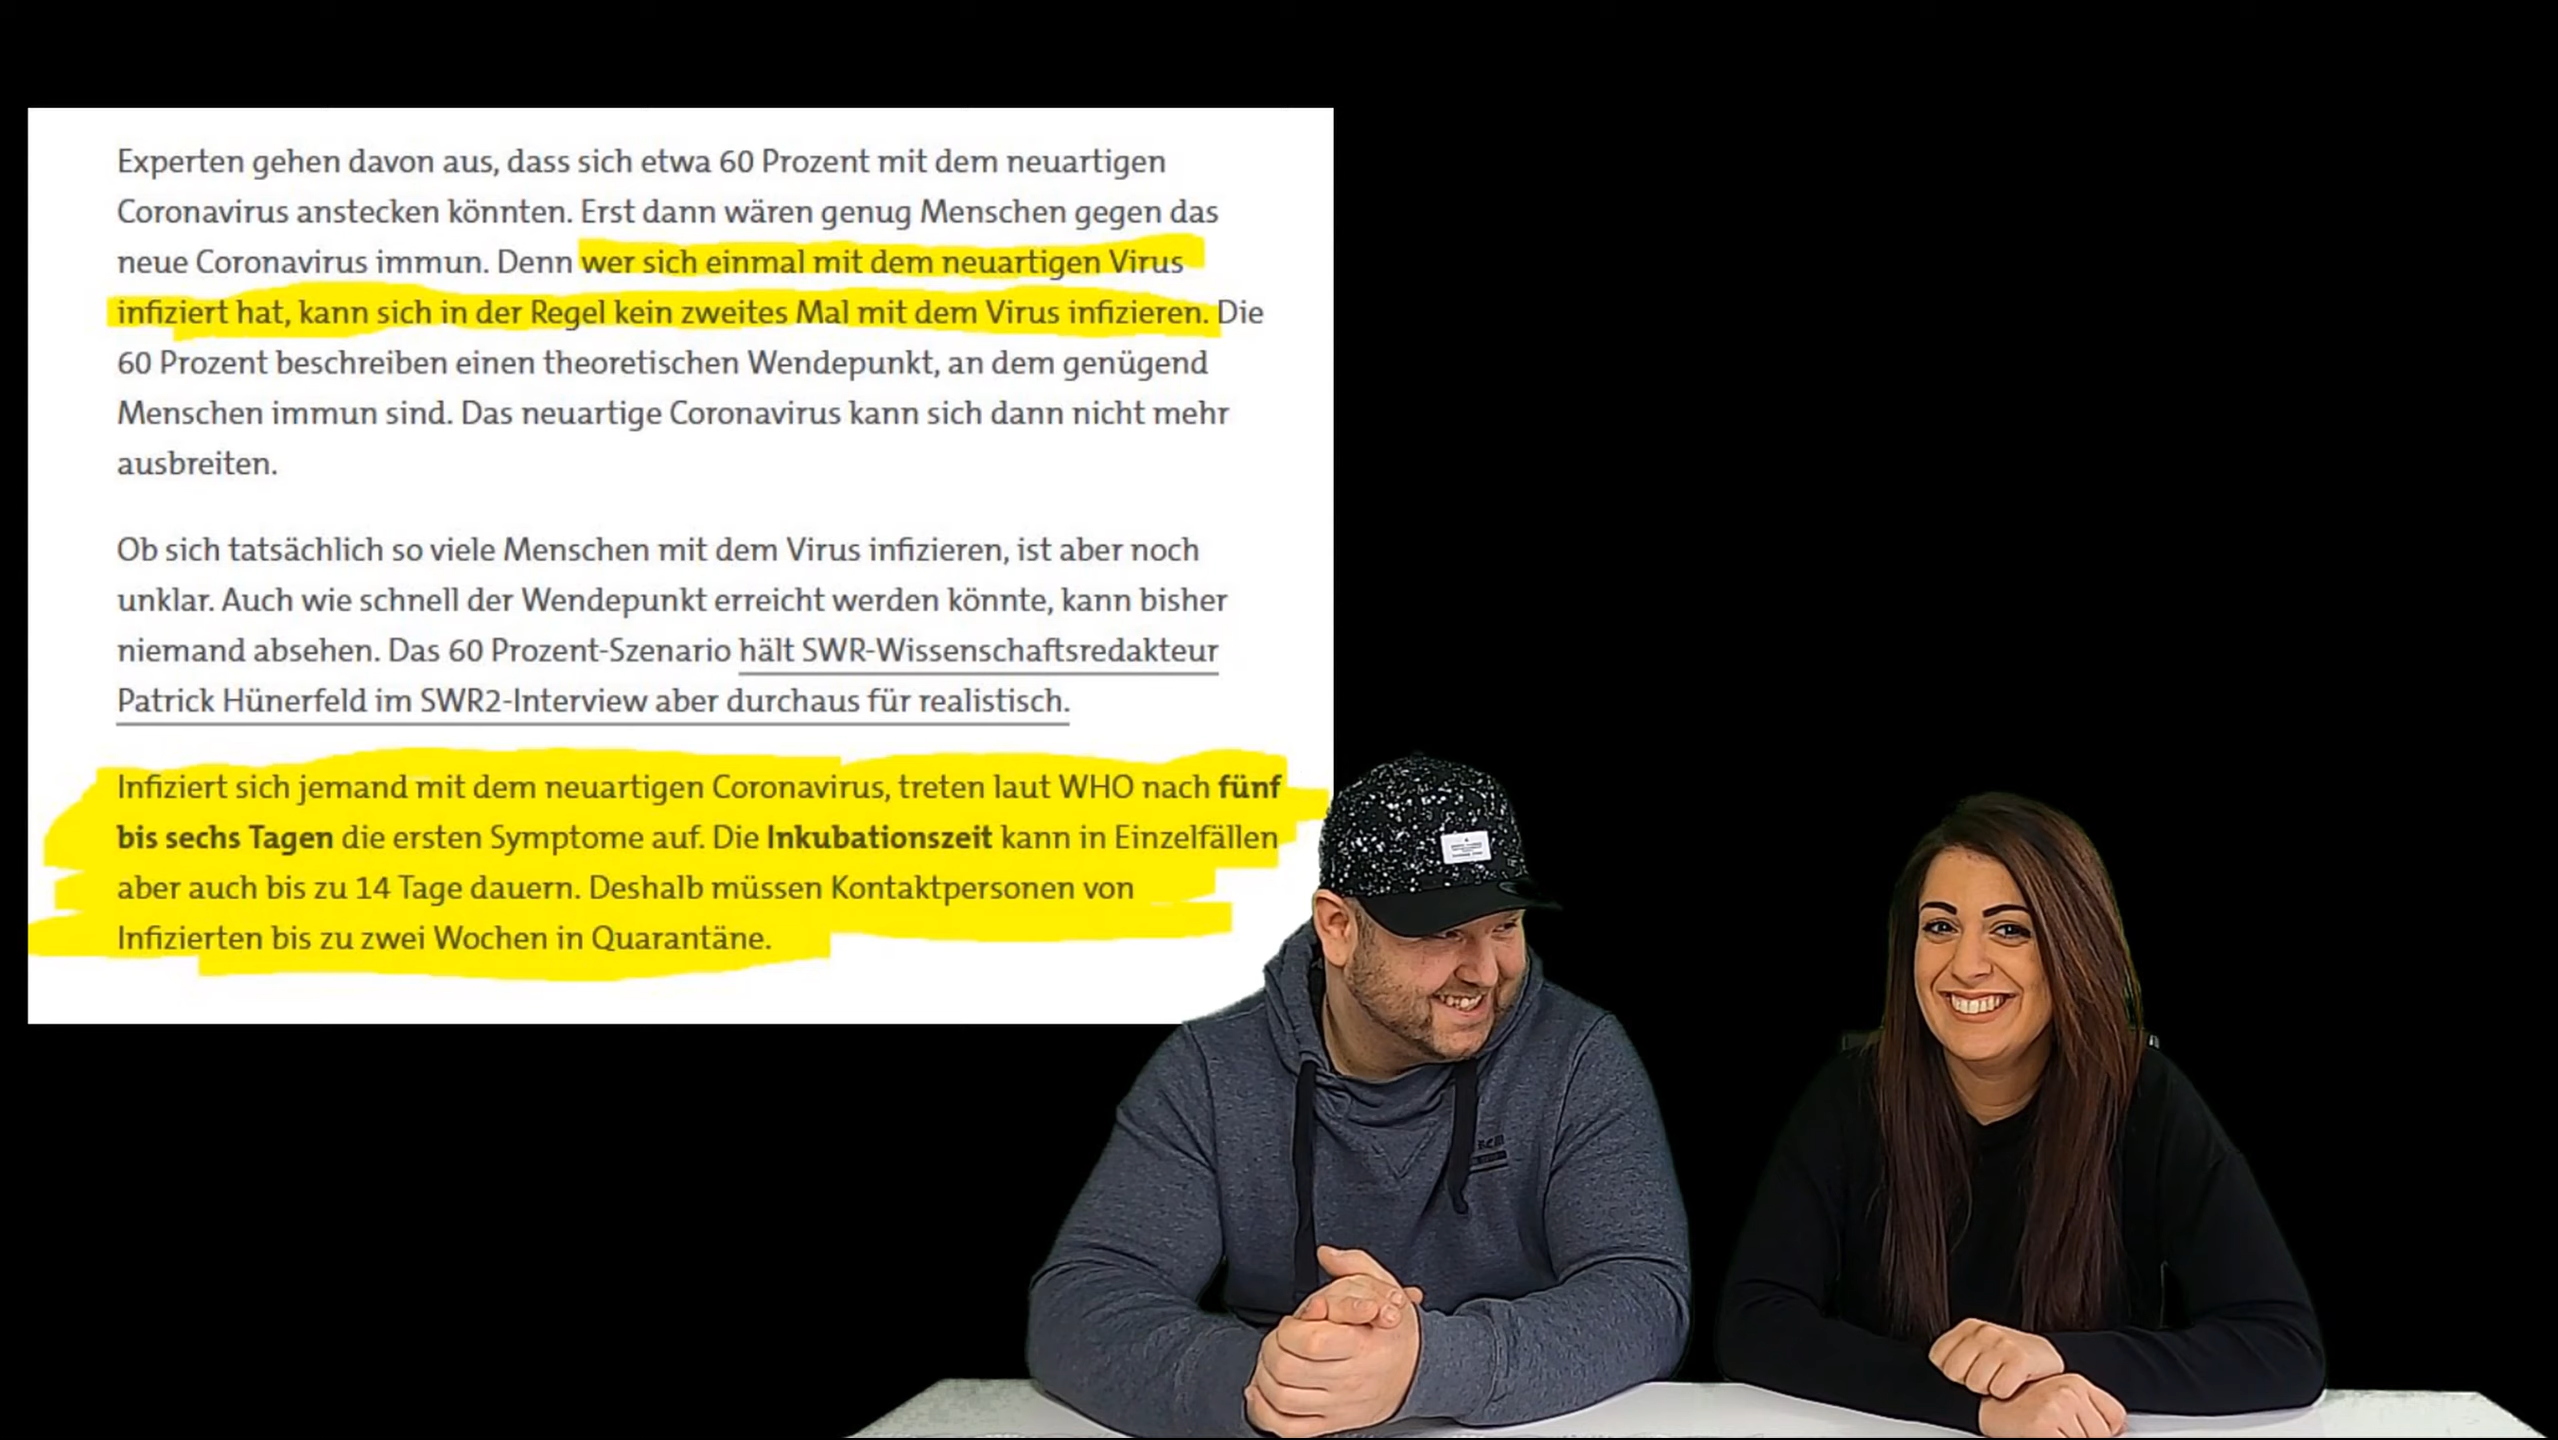 Experten gehen davon aus, dass sich etwa 60 Prozent mit dem neuartigen
Coronavirus anstecken könnten. Erst dann wären genug Menschen gegen das
neue Coronavirus immun. Denn wer sich einmal mit dem neuartigen Virus
infiziert hat, kann sich in der Regel kein zweites Mal mit dem Virus infizieren. Die
60 Prozent beschreiben einen theoretischen Wendepunkt, an dem genügend
Menschen immun sind. Das neuartige Coronavirus kann sich dann nicht mehr
ausbreiten.
Ob sich tatsächlich so viele Menschen mit dem Virus infizieren, ist aber noch
unklar. Auch wie schnell der Wendepunkt erreicht werden könnte, kann bisher
niemand absehen. Das 60 Prozent-Szenario hält SWR-Wissenschaftsredakteur
Patrick Hünerfeld im SWR2-Interview aber durchaus für realistisch.
Infiziert sich jemand mit dem neuartigen Coronavirus, treten laut WHO nach fünf
bis sechs Tagen die ersten Symptome auf. Die Inkubationszeit kann in Einzelfällen
aber auch bis zu 14 Tage dauern. Deshalb müssen Kontaktpersonen von
Infizierten bis zu zwei Wochen in Quarantäne.